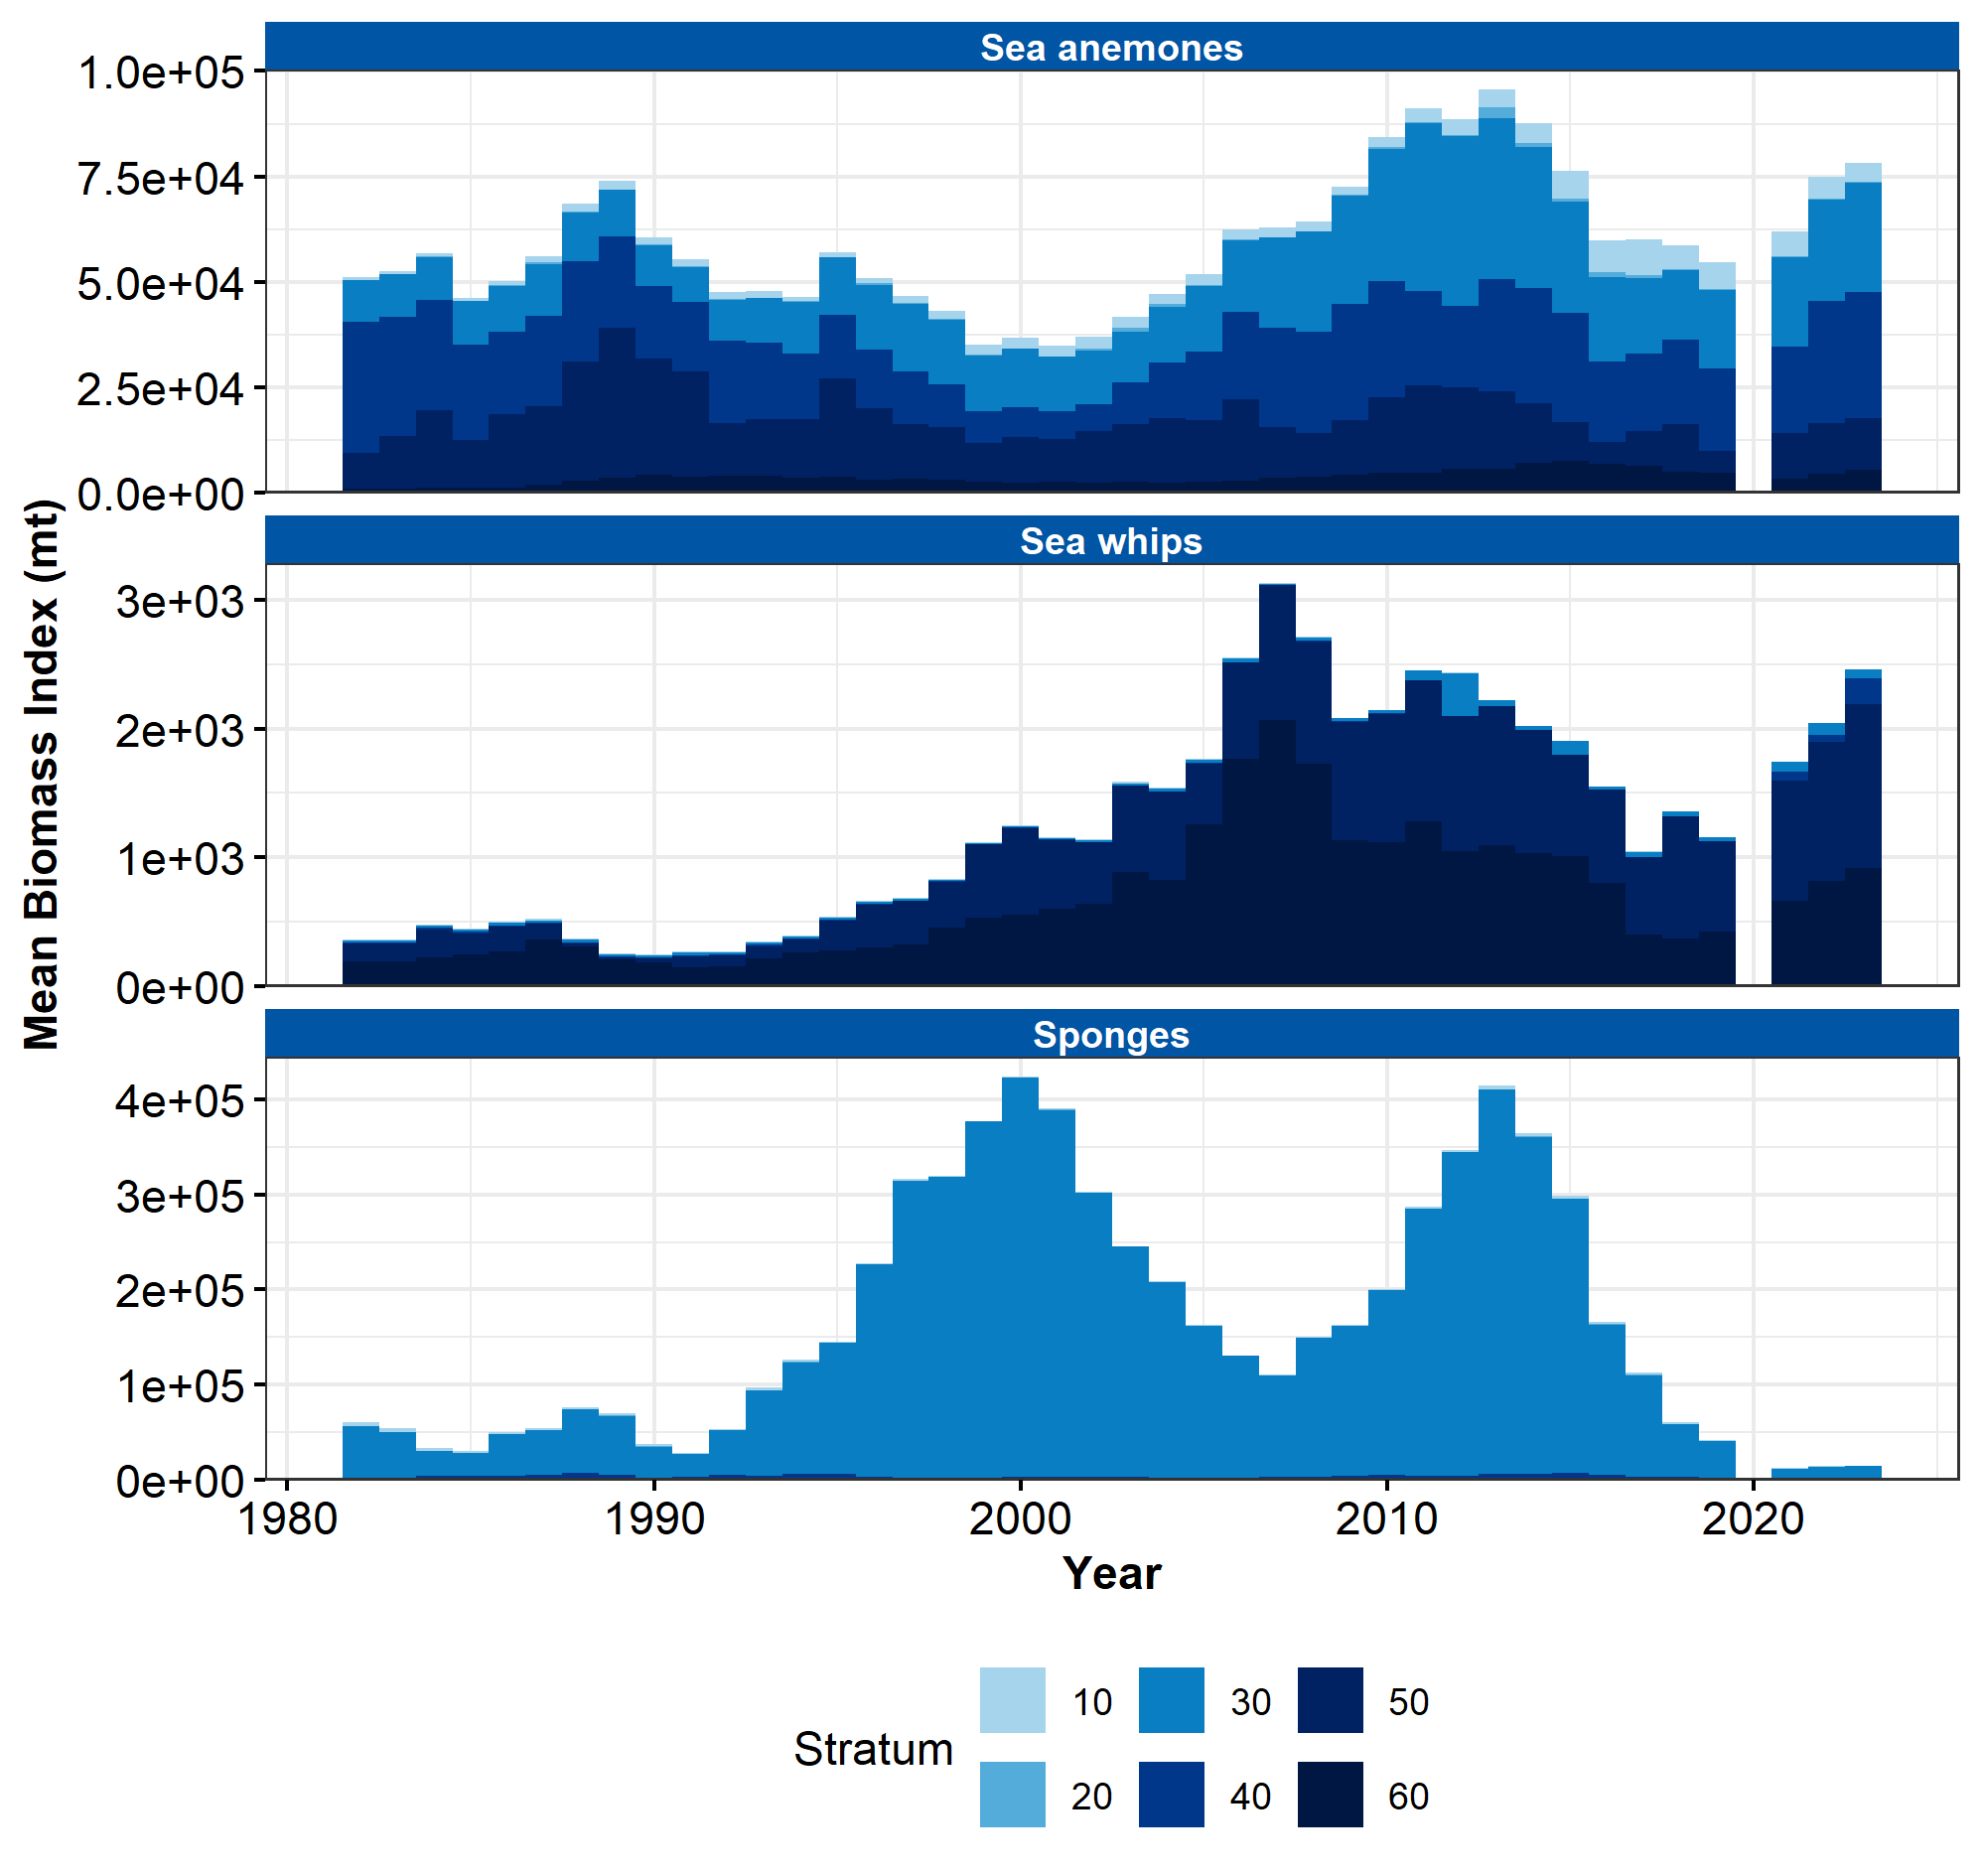 Sea anemones
1.0e+05
7.5e+04
5.0e+04
2.5e+04
0.0e+00
Sea whips
3e+03
2e+03
1e+03
0e+00
Mean Biomass Index (mt)
Sponges
4e+05
3e+05
2e+05
1e+05
0e+00
1980 1990 2000 2010 2020
Year
Stratum
10 30 50
20 40 60